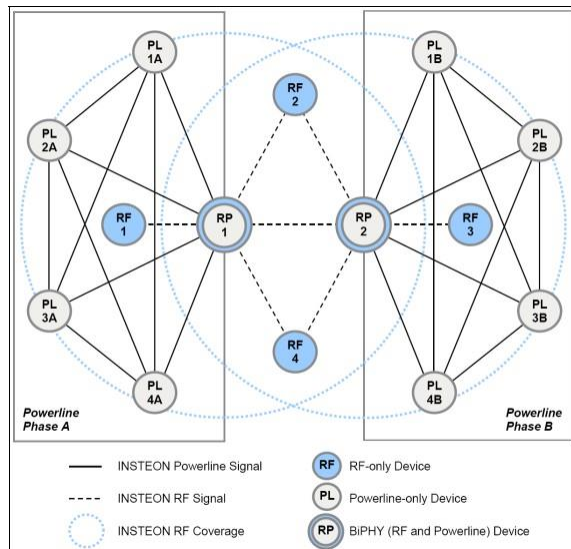 PL
1A
PL
1B
RF
2
PL
2A
PL
2B
RF
1
RP
1
RP
2
RF
3
PL
3A
PL
3B
RF
4
PL
4A
PL
4B
Powerline
Phase A
Powerline
Phase B
INSTEON Powerline Signal
RF
RF-only Device
INSTEON RF Signal
PL
Powerline-only Device
INSTEON RF Coverage
RP
BiPHY (RF and Powerline) Device